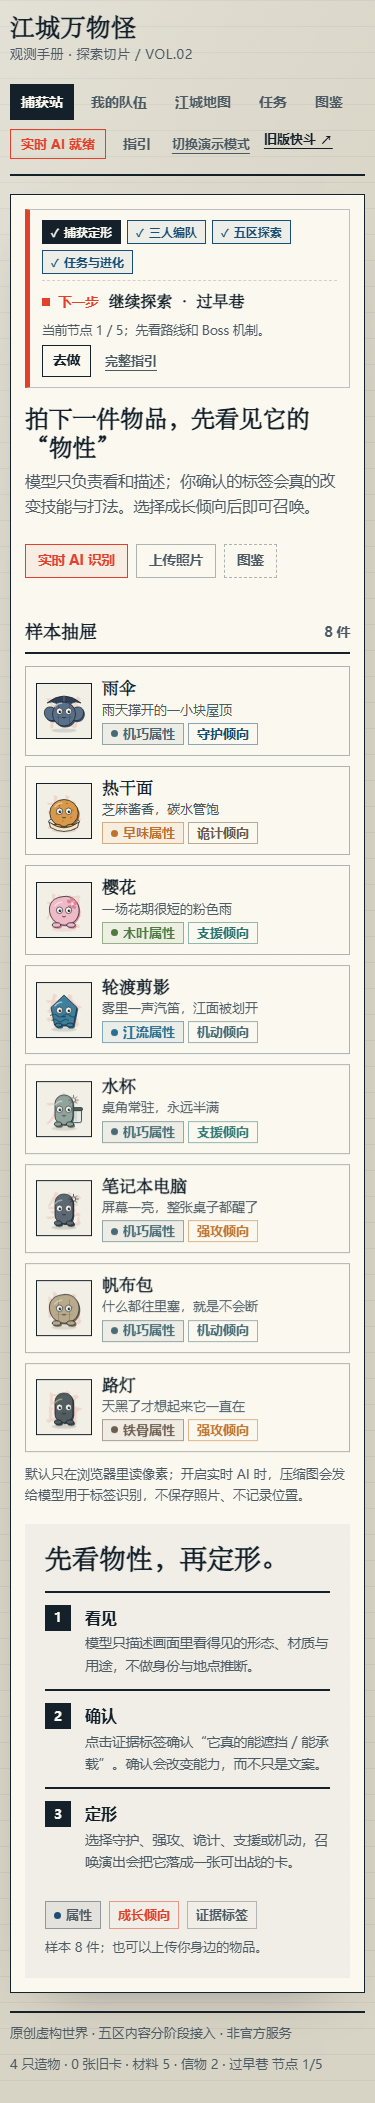 江城万物怪
观测手册 · 探索切片 / VOL.02
捕获站 我的队伍 江城地图 任务 图鉴
实时 AI 就绪 指引 切换演示模式 旧版快斗 ↗
✓ 捕获定形 ✓ 三人编队 ✓ 五区探索
✓ 任务与进化
下一步 继续探索 · 过早巷
当前节点 1 / 5；先看路线和 Boss 机制。
去做 完整指引
拍下一件物品，先看见它的
“物性”
模型只负责看和描述；你确认的标签会真的改
变技能与打法。选择成长倾向后即可召唤。
实时 AI 识别 上传照片 图鉴
样本抽屉 8 件
雨伞
雨天撑开的一小块屋顶
机巧属性 守护倾向
热干面
芝麻酱香，碳水管饱
早味属性 诡计倾向
樱花
一场花期很短的粉色雨
木叶属性 支援倾向
轮渡剪影
雾里一声汽笛，江面被划开
江流属性 机动倾向
水杯
桌角常驻，永远半满
机巧属性 支援倾向
笔记本电脑
屏幕一亮，整张桌子都醒了
机巧属性 强攻倾向
帆布包
什么都往里塞，就是不会断
机巧属性 机动倾向
路灯
天黑了才想起来它一直在
铁骨属性 强攻倾向
默认只在浏览器里读像素；开启实时 AI 时，压缩图会发
给模型用于标签识别，不保存照片、不记录位置。
先看物性，再定形。
1 看见
模型只描述画面里看得见的形态、材质与
用途，不做身份与地点推断。
2 确认
点击证据标签确认“它真的能遮挡 / 能承
载”。确认会改变能力，而不只是文案。
3 定形
选择守护、强攻、诡计、支援或机动，召
唤演出会把它落成一张可出战的卡。
属性 成长倾向 证据标签
样本 8 件；也可以上传你身边的物品。
原创虚构世界 · 五区内容分阶段接入 · 非官方服务
4 只造物 · 0 张旧卡 · 材料 5 · 信物 2 · 过早巷 节点 1/5